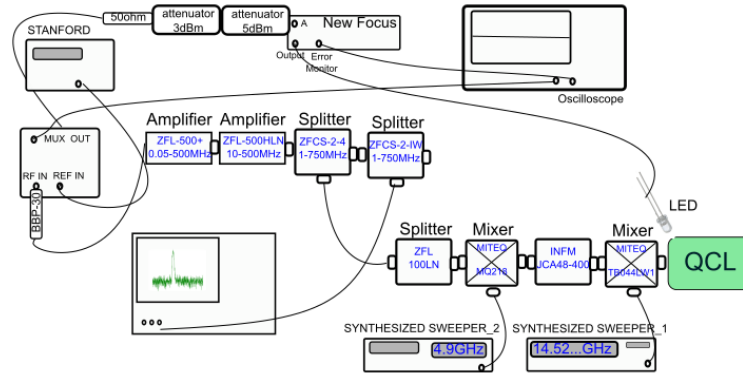 50ohm
attenuator
3dBm
attenuator
5dBm
A
New Focus
Output
Error
Monitor
STANFORD
Oscilloscope
MUX OUT
RF IN
REF IN
BBP-30
Amplifier
Amplifier
Splitter
Splitter
ZFL-500+
0.05-500MHz
ZFL-500HLN
10-500MHz
ZFCS-2-4
1-750MHz
ZFCS-2-IW
1-750MHz
LED
Splitter
Mixer
Mixer
ZFL
100LN
MITEQ
MQ218
INFM
JCA48-400
MITEQ
TB044LW1
QCL
SYNTHESIZED SWEEPER_2
4.9GHz
SYNTHESIZED SWEEPER_1
14.52...GHz